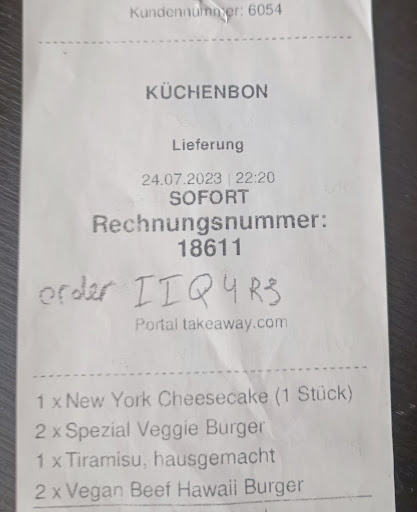 Kundennummer: 6054
KÜCHENBON
Lieferung
24.07.2023 | 22:20
SOFORT
Rechnungsnummer:
18611
order IIQ4R3
Portal takeaway.com
1 x New York Cheesecake (1 Stück)
2 x Spezial Veggie Burger
1 x Tiramisu, hausgemacht
2 x Vegan Beef Hawaii Burger